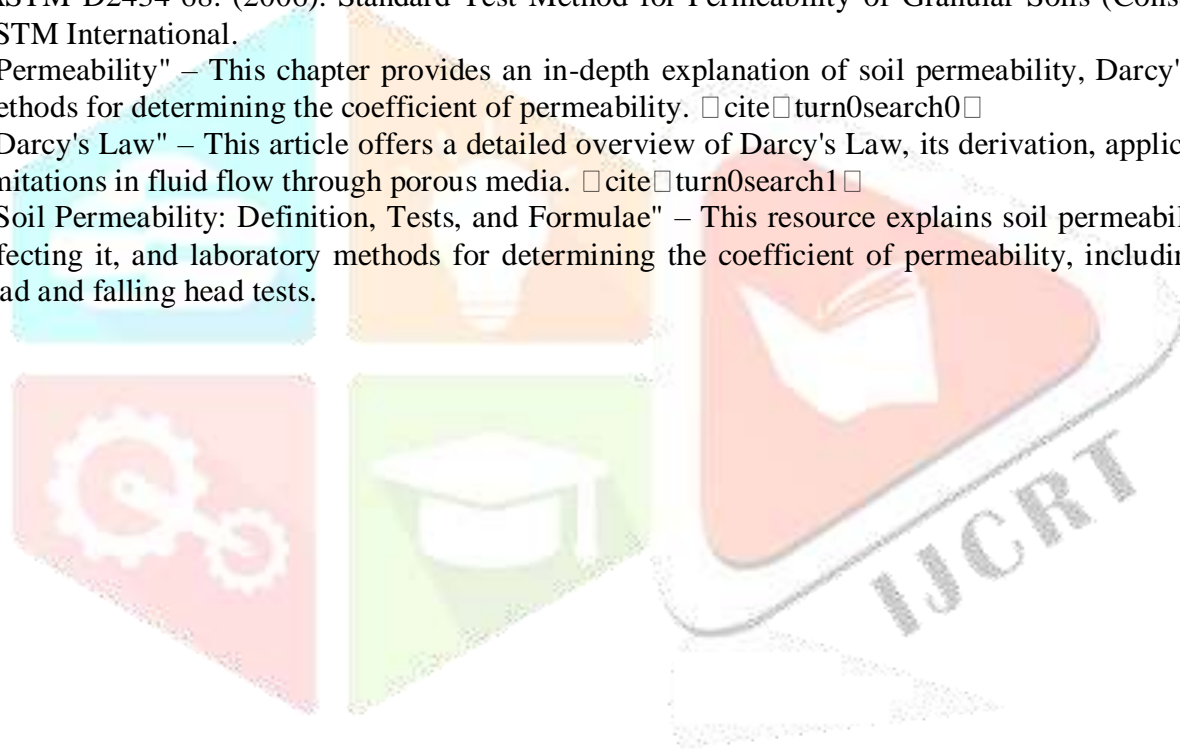 ASTM D2434-68. (2006). Standard Test Method for Permeability of Granular Soils (Cons
STM International.
Permeability" – This chapter provides an in-depth explanation of soil permeability, Darcy'
ethods for determining the coefficient of permeability. □cite□turn0search0□
Darcy's Law" – This article offers a detailed overview of Darcy's Law, its derivation, applic
mitations in fluid flow through porous media. □cite□turn0search1□
Soil Permeability: Definition, Tests, and Formulae" – This resource explains soil permeabil
fecting it, and laboratory methods for determining the coefficient of permeability, includin
ad and falling head tests.
IJCRT